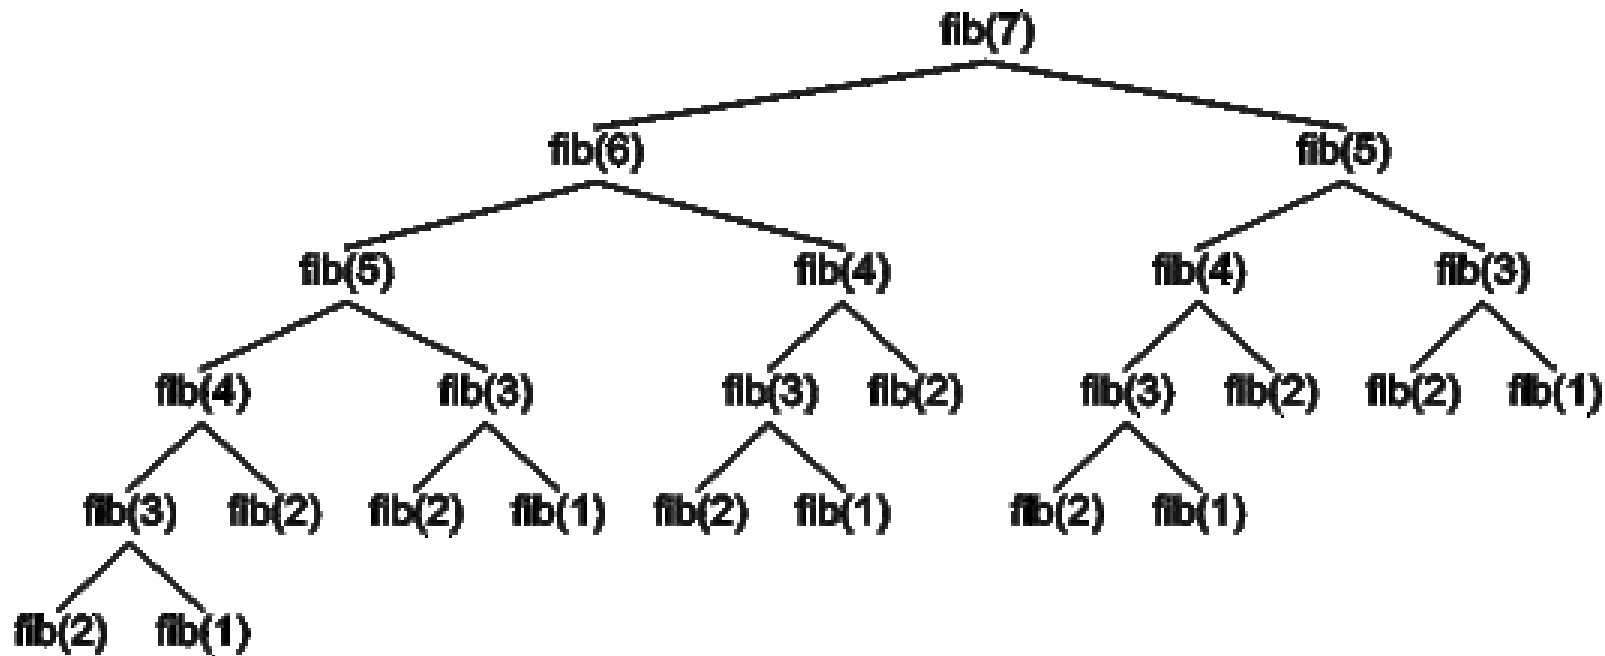 fib(7)
fib(6) fib(5)
fib(5) fib(4) fib(4) fib(3)
fib(4) fib(3) fib(3) fib(2) fib(3) fib(2) fib(2) fib(1)
fib(3) fib(2) fib(2) fib(1) fib(2) fib(1) fib(2) fib(1)
fib(2) fib(1)